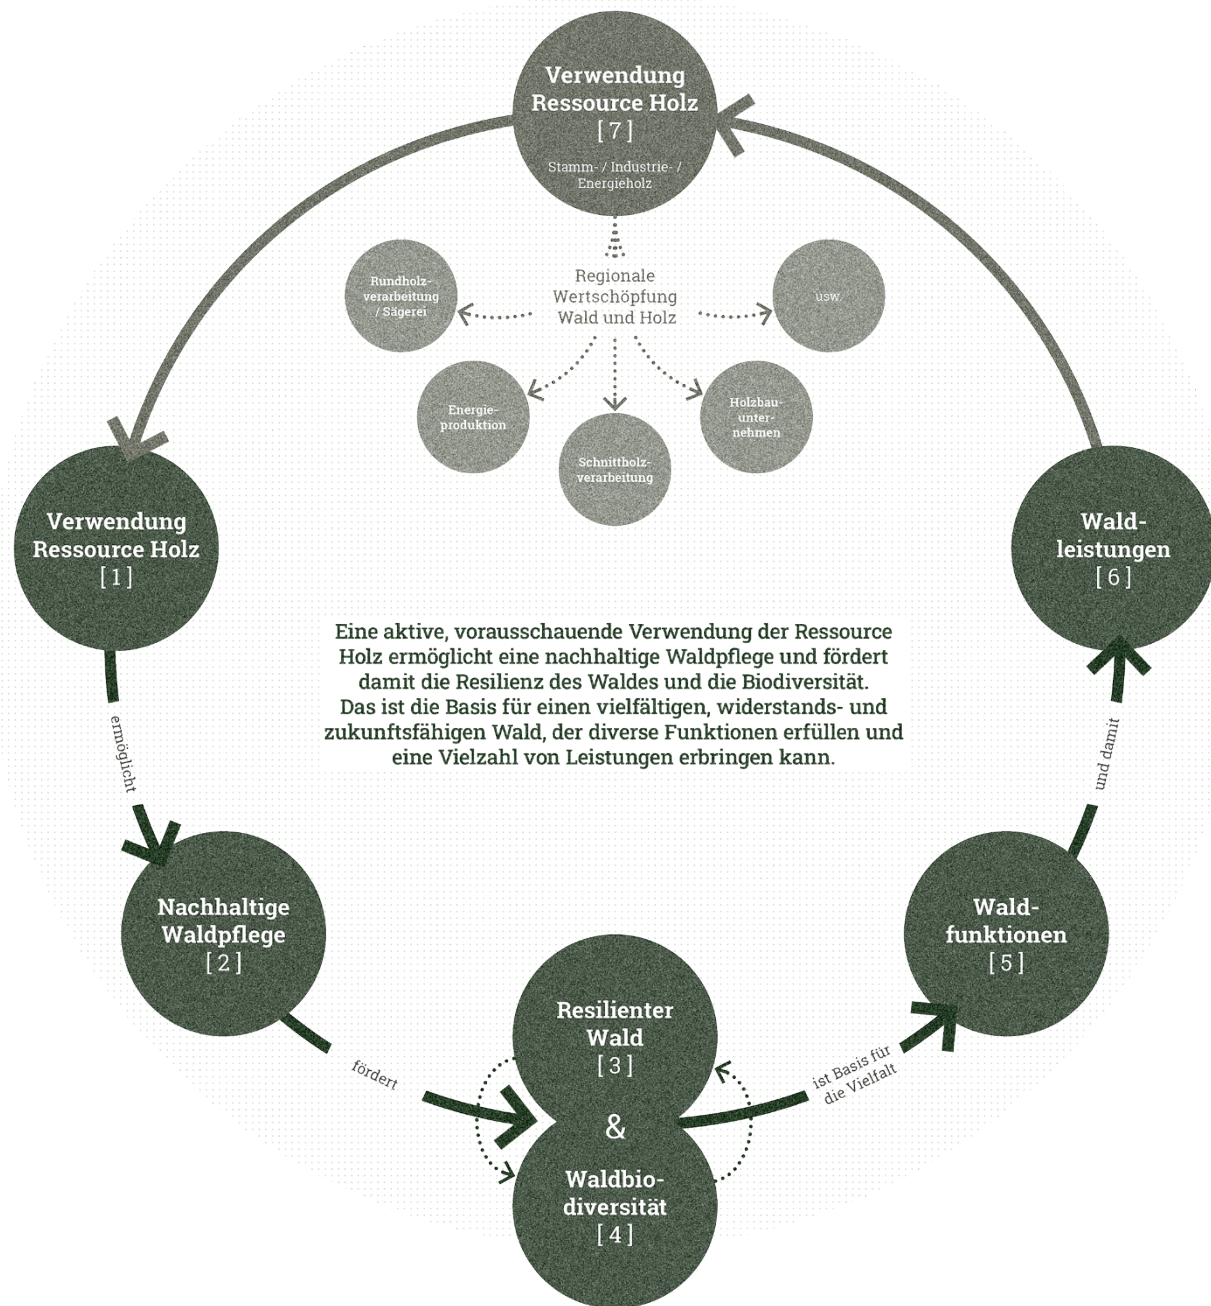 Verwendung
Ressource Holz
[ 7 ]
Stamm- / Industrie- /
Energieholz
Regionale
Wertschöpfung
Wald und Holz
Rundholz-
verarbeitung
/ Sägerei
usw.
Energie-
produktion
Schnittholz-
verarbeitung
Holzbau-
unter-
nehmen
Verwendung
Ressource Holz
[ 1 ]
Wald-
leistungen
[ 6 ]
Eine aktive, vorausschauende Verwendung der Ressource
Holz ermöglicht eine nachhaltige Waldpflege und fördert
damit die Resilienz des Waldes und die Biodiversität.
Das ist die Basis für einen vielfältigen, widerstands- und
zukunftsfähigen Wald, der diverse Funktionen erfüllen und
eine Vielzahl von Leistungen erbringen kann.
ermöglicht
und damit
Nachhaltige
Waldpflege
[ 2 ]
Wald-
funktionen
[ 5 ]
fördert
Resilienter
Wald
[ 3 ]
&
Waldbio-
diversität
[ 4 ]
ist Basis für
die Vielfalt